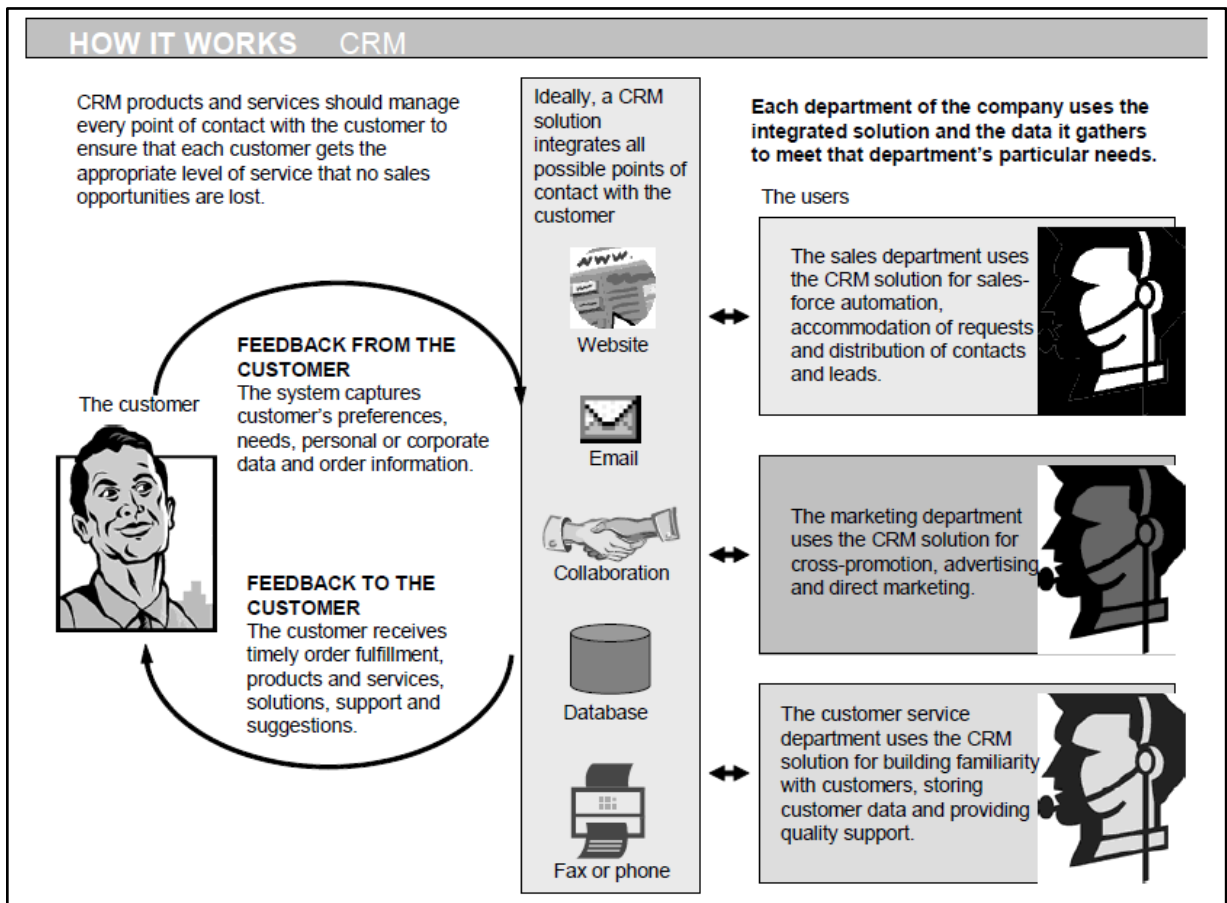 HOW IT WORKS CRM
CRM products and services should manage
every point of contact with the customer to
ensure that each customer gets the
appropriate level of service that no sales
opportunities are lost.
The customer
FEEDBACK FROM THE
CUSTOMER
The system captures
customer's preferences,
needs, personal or corporate
data and order information.
FEEDBACK TO THE
CUSTOMER
The customer receives
timely order fulfillment,
products and services,
solutions, support and
suggestions.
Ideally, a CRM
solution
integrates all
possible points of
contact with the
customer
www.
Website
Email
Collaboration
Database
Fax or phone
Each department of the company uses the
integrated solution and the data it gathers
to meet that department's particular needs.
The users
The sales department uses
the CRM solution for sales-
force automation,
accommodation of requests
and distribution of contacts
and leads.
The marketing department
uses the CRM solution for
cross-promotion, advertising
and direct marketing.
The customer service
department uses the CRM
solution for building familiarity
with customers, storing
customer data and providing
quality support.